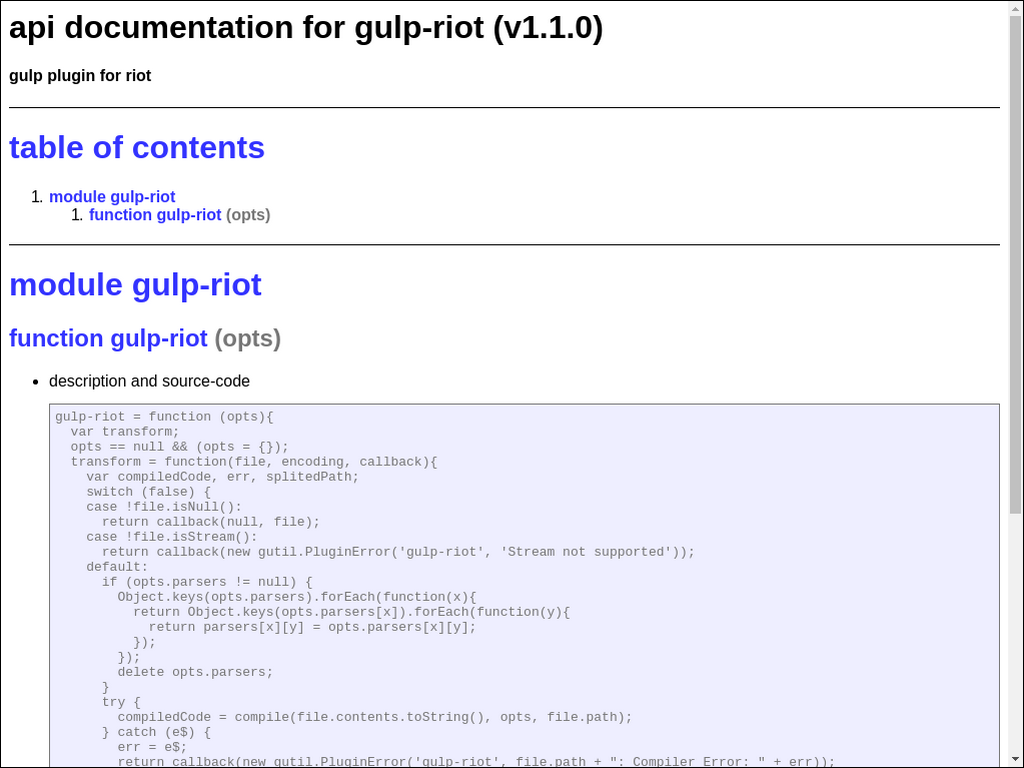 api documentation for gulp-riot (v1.1.0)
gulp plugin for riot
table of contents
1. module gulp-riot
1. function gulp-riot (opts)
module gulp-riot
function gulp-riot (opts)
• description and source-code
gulp-riot = function (opts){
  var transform;
  opts == null && (opts = {});
  transform = function(file, encoding, callback){
    var compiledCode, err, splitedPath;
    switch (false) {
    case !file.isNull():
      return callback(null, file);
    case !file.isStream():
      return callback(new gutil.PluginError('gulp-riot', 'Stream not supported'));
    default:
      if (opts.parsers != null) {
        Object.keys(opts.parsers).forEach(function(x){
          return Object.keys(opts.parsers[x]).forEach(function(y){
            return parsers[x][y] = opts.parsers[x][y];
          });
        });
        delete opts.parsers;
      }
      try {
        compiledCode = compile(file.contents.toString(), opts, file.path);
      } catch (e$) {
        err = e$;
        return callback(new gutil.PluginError('gulp-riot', file.path + ": Compiler Error: " + err));